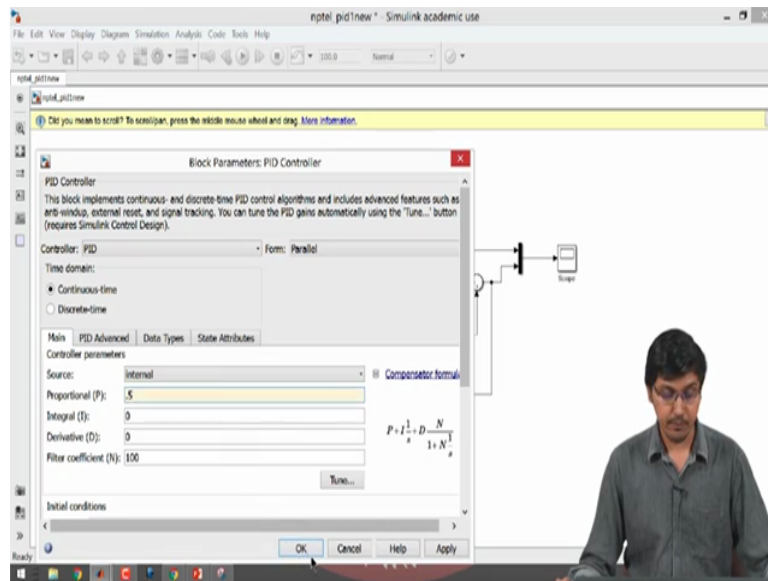 nptel_pid1new * - Simulink academic use
File Edit View Display Diagram Simulation Analysis Code Tools Help
100.0 Normal
nptel_pid1new
nptel_pid1new
Did you mean to scroll? To scroll/pan, press the middle mouse wheel and drag. More information.
Block Parameters: PID Controller
PID Controller
This block implements continuous- and discrete-time PID control algorithms and includes advanced features such as
anti-windup, external reset, and signal tracking. You can tune the PID gains automatically using the 'Tune...' button
(requires Simulink Control Design).
Controller: PID Form: Parallel
Time domain:
Continuous-time
Discrete-time
Main PID Advanced Data Types State Attributes
Controller parameters
Source: internal Compensator formula
Proportional (P): .5
Integral (I): 0
Derivative (D): 0
Filter coefficient (N): 100
P+I 1/s +D N/(1+N 1/s)
Tune...
Initial conditions
OK Cancel Help Apply
Scope
Ready